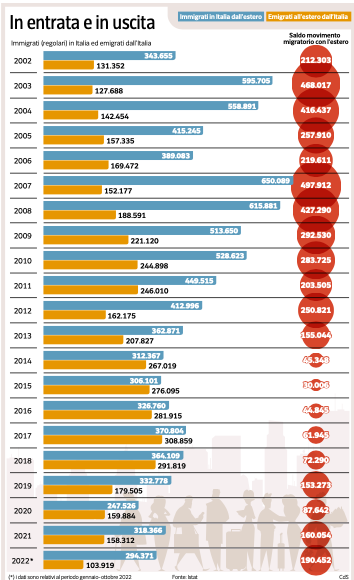 In entrata e in uscita
Immigrati in Italia dall'estero Emigrati all'estero dall'Italia
Immigrati (regolari) in Italia ed emigrati dall'Italia
Saldo movimento
migratorio con l'estero
2002 343.655 131.352 212.303
2003 595.705 127.688 468.017
2004 558.891 142.454 416.437
2005 415.245 157.335 257.910
2006 389.083 169.472 219.611
2007 650.089 152.177 497.912
2008 615.881 188.591 427.290
2009 513.650 221.120 292.530
2010 528.623 244.898 283.725
2011 449.515 246.010 203.505
2012 412.996 162.175 250.821
2013 362.871 207.827 155.044
2014 312.367 267.019 45.348
2015 306.101 276.095 30.006
2016 326.760 281.915 44.845
2017 370.804 308.859 61.945
2018 364.109 291.819 72.290
2019 332.778 179.505 153.273
2020 247.526 159.884 87.642
2021 318.366 158.312 160.054
2022* 294.371 103.919 190.452
(*) I dati sono relativi al periodo gennaio- ottobre 2022 Fonte: Istat CdS